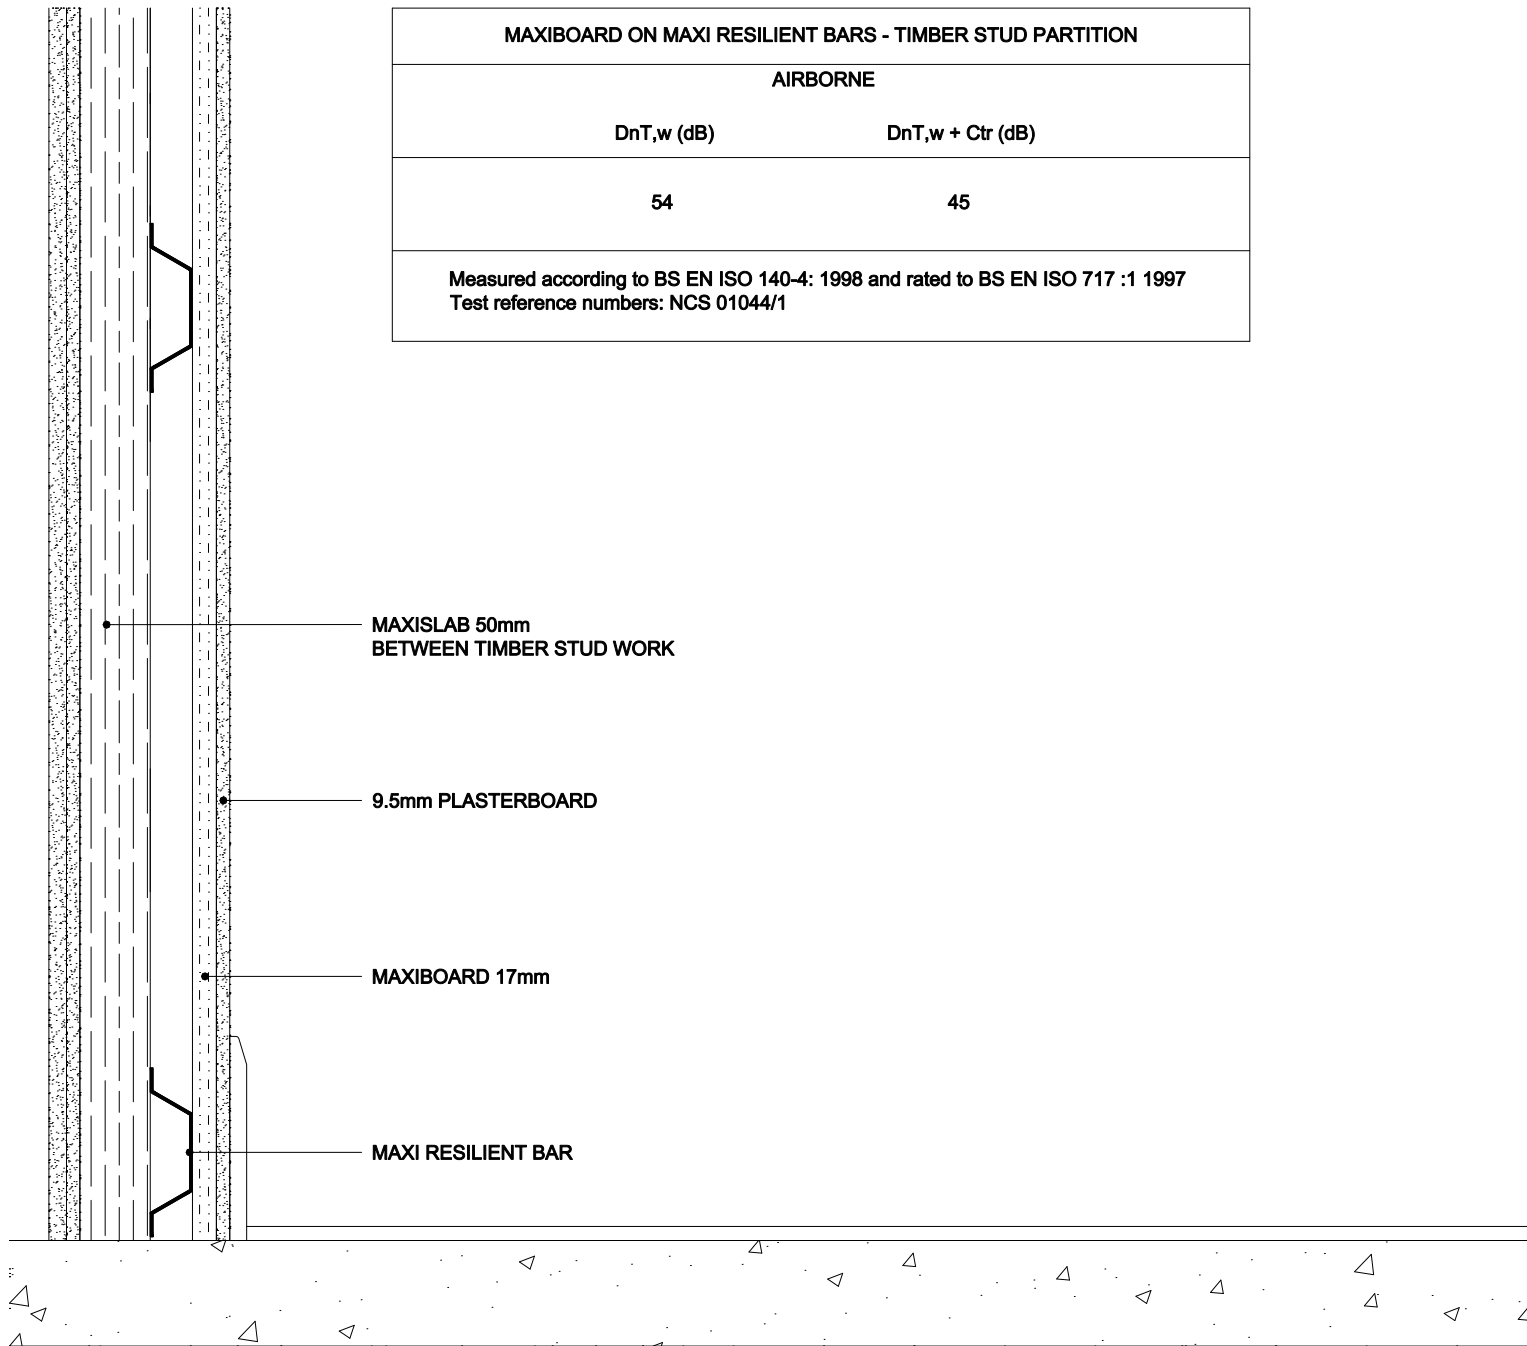 MAXIBOARD ON MAXI RESILIENT BARS - TIMBER STUD PARTITION
AIRBORNE
DnT,w (dB) DnT,w + Ctr (dB)
54 45
Measured according to BS EN ISO 140-4: 1998 and rated to BS EN ISO 717 :1 1997
Test reference numbers: NCS 01044/1
MAXISLAB 50mm
BETWEEN TIMBER STUD WORK
9.5mm PLASTERBOARD
MAXIBOARD 17mm
MAXI RESILIENT BAR